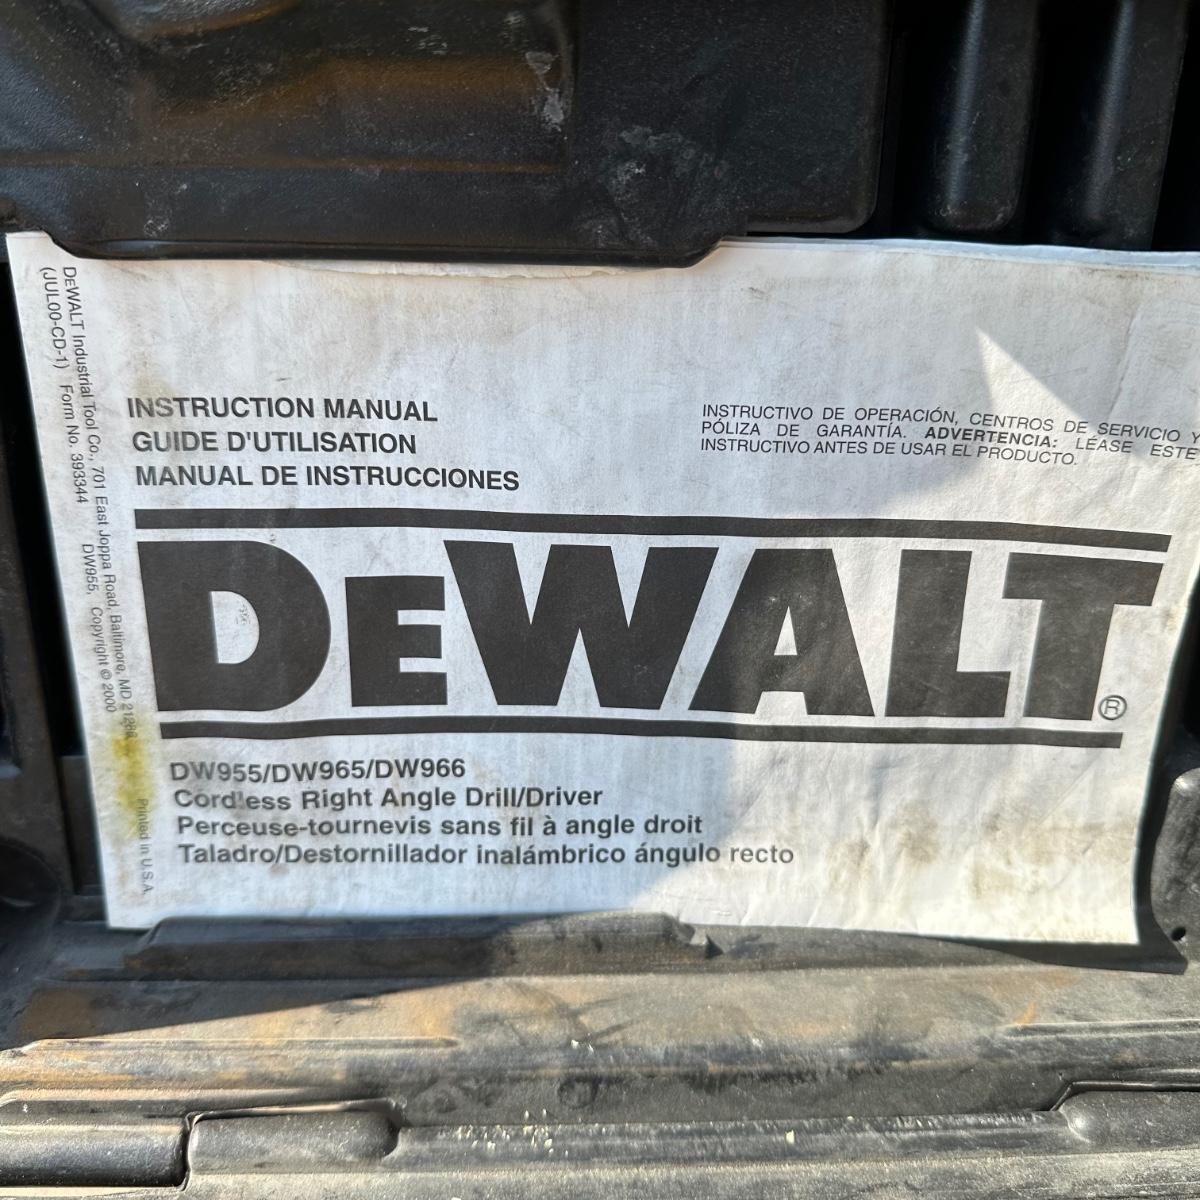 INSTRUCTION MANUAL
GUIDE D'UTILISATION
MANUAL DE INSTRUCCIONES
INSTRUCTIVO DE OPERACIÓN, CENTROS DE SERVICIO Y
PÓLIZA DE GARANTÍA. ADVERTENCIA: LÉASE ESTE
INSTRUCTIVO ANTES DE USAR EL PRODUCTO.
DEWALT®
DW955/DW965/DW966
Cordless Right Angle Drill/Driver
Perceuse-tournevis sans fil à angle droit
Taladro/Destornillador inalámbrico ángulo recto
DEWALT Industrial Tool Co., 701 East Joppa Road, Baltimore, MD 21286 Printed in U.S.A.
(JUL00-CD-1) Form No. 393344 DW955, Copyright © 2000